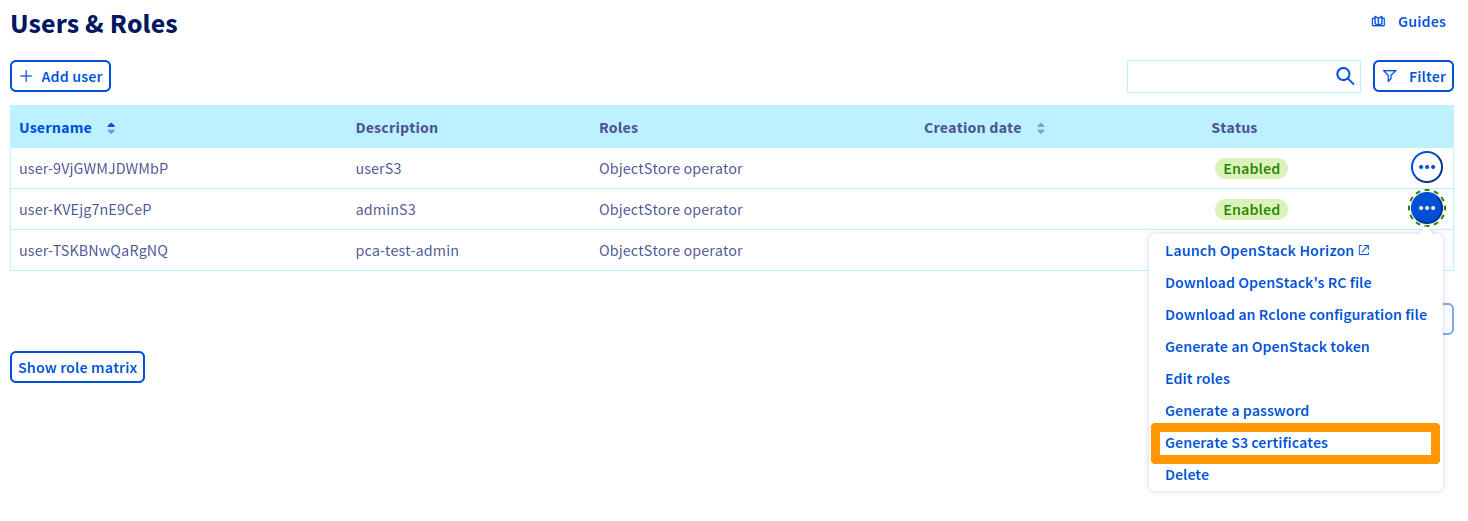 Users & Roles
Guides
Add user
Filter
Username Description Roles Creation date Status
user-9VjGWMJDWMbP userS3 ObjectStore operator Enabled
user-KVEjg7nE9CeP adminS3 ObjectStore operator Enabled
user-TSKBNwQaRgNQ pca-test-admin ObjectStore operator
Launch OpenStack Horizon
Download OpenStack's RC file
Download an Rclone configuration file
Generate an OpenStack token
Show role matrix
Edit roles
Generate a password
Generate S3 certificates
Delete